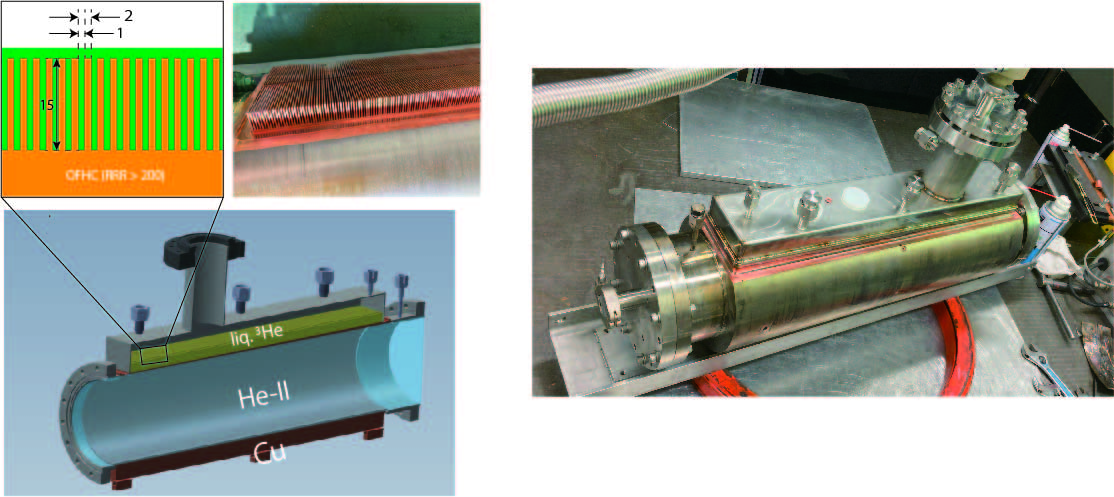 2
1
15
OFHC (RRR > 200)
liq. ³He
He-II
Cu